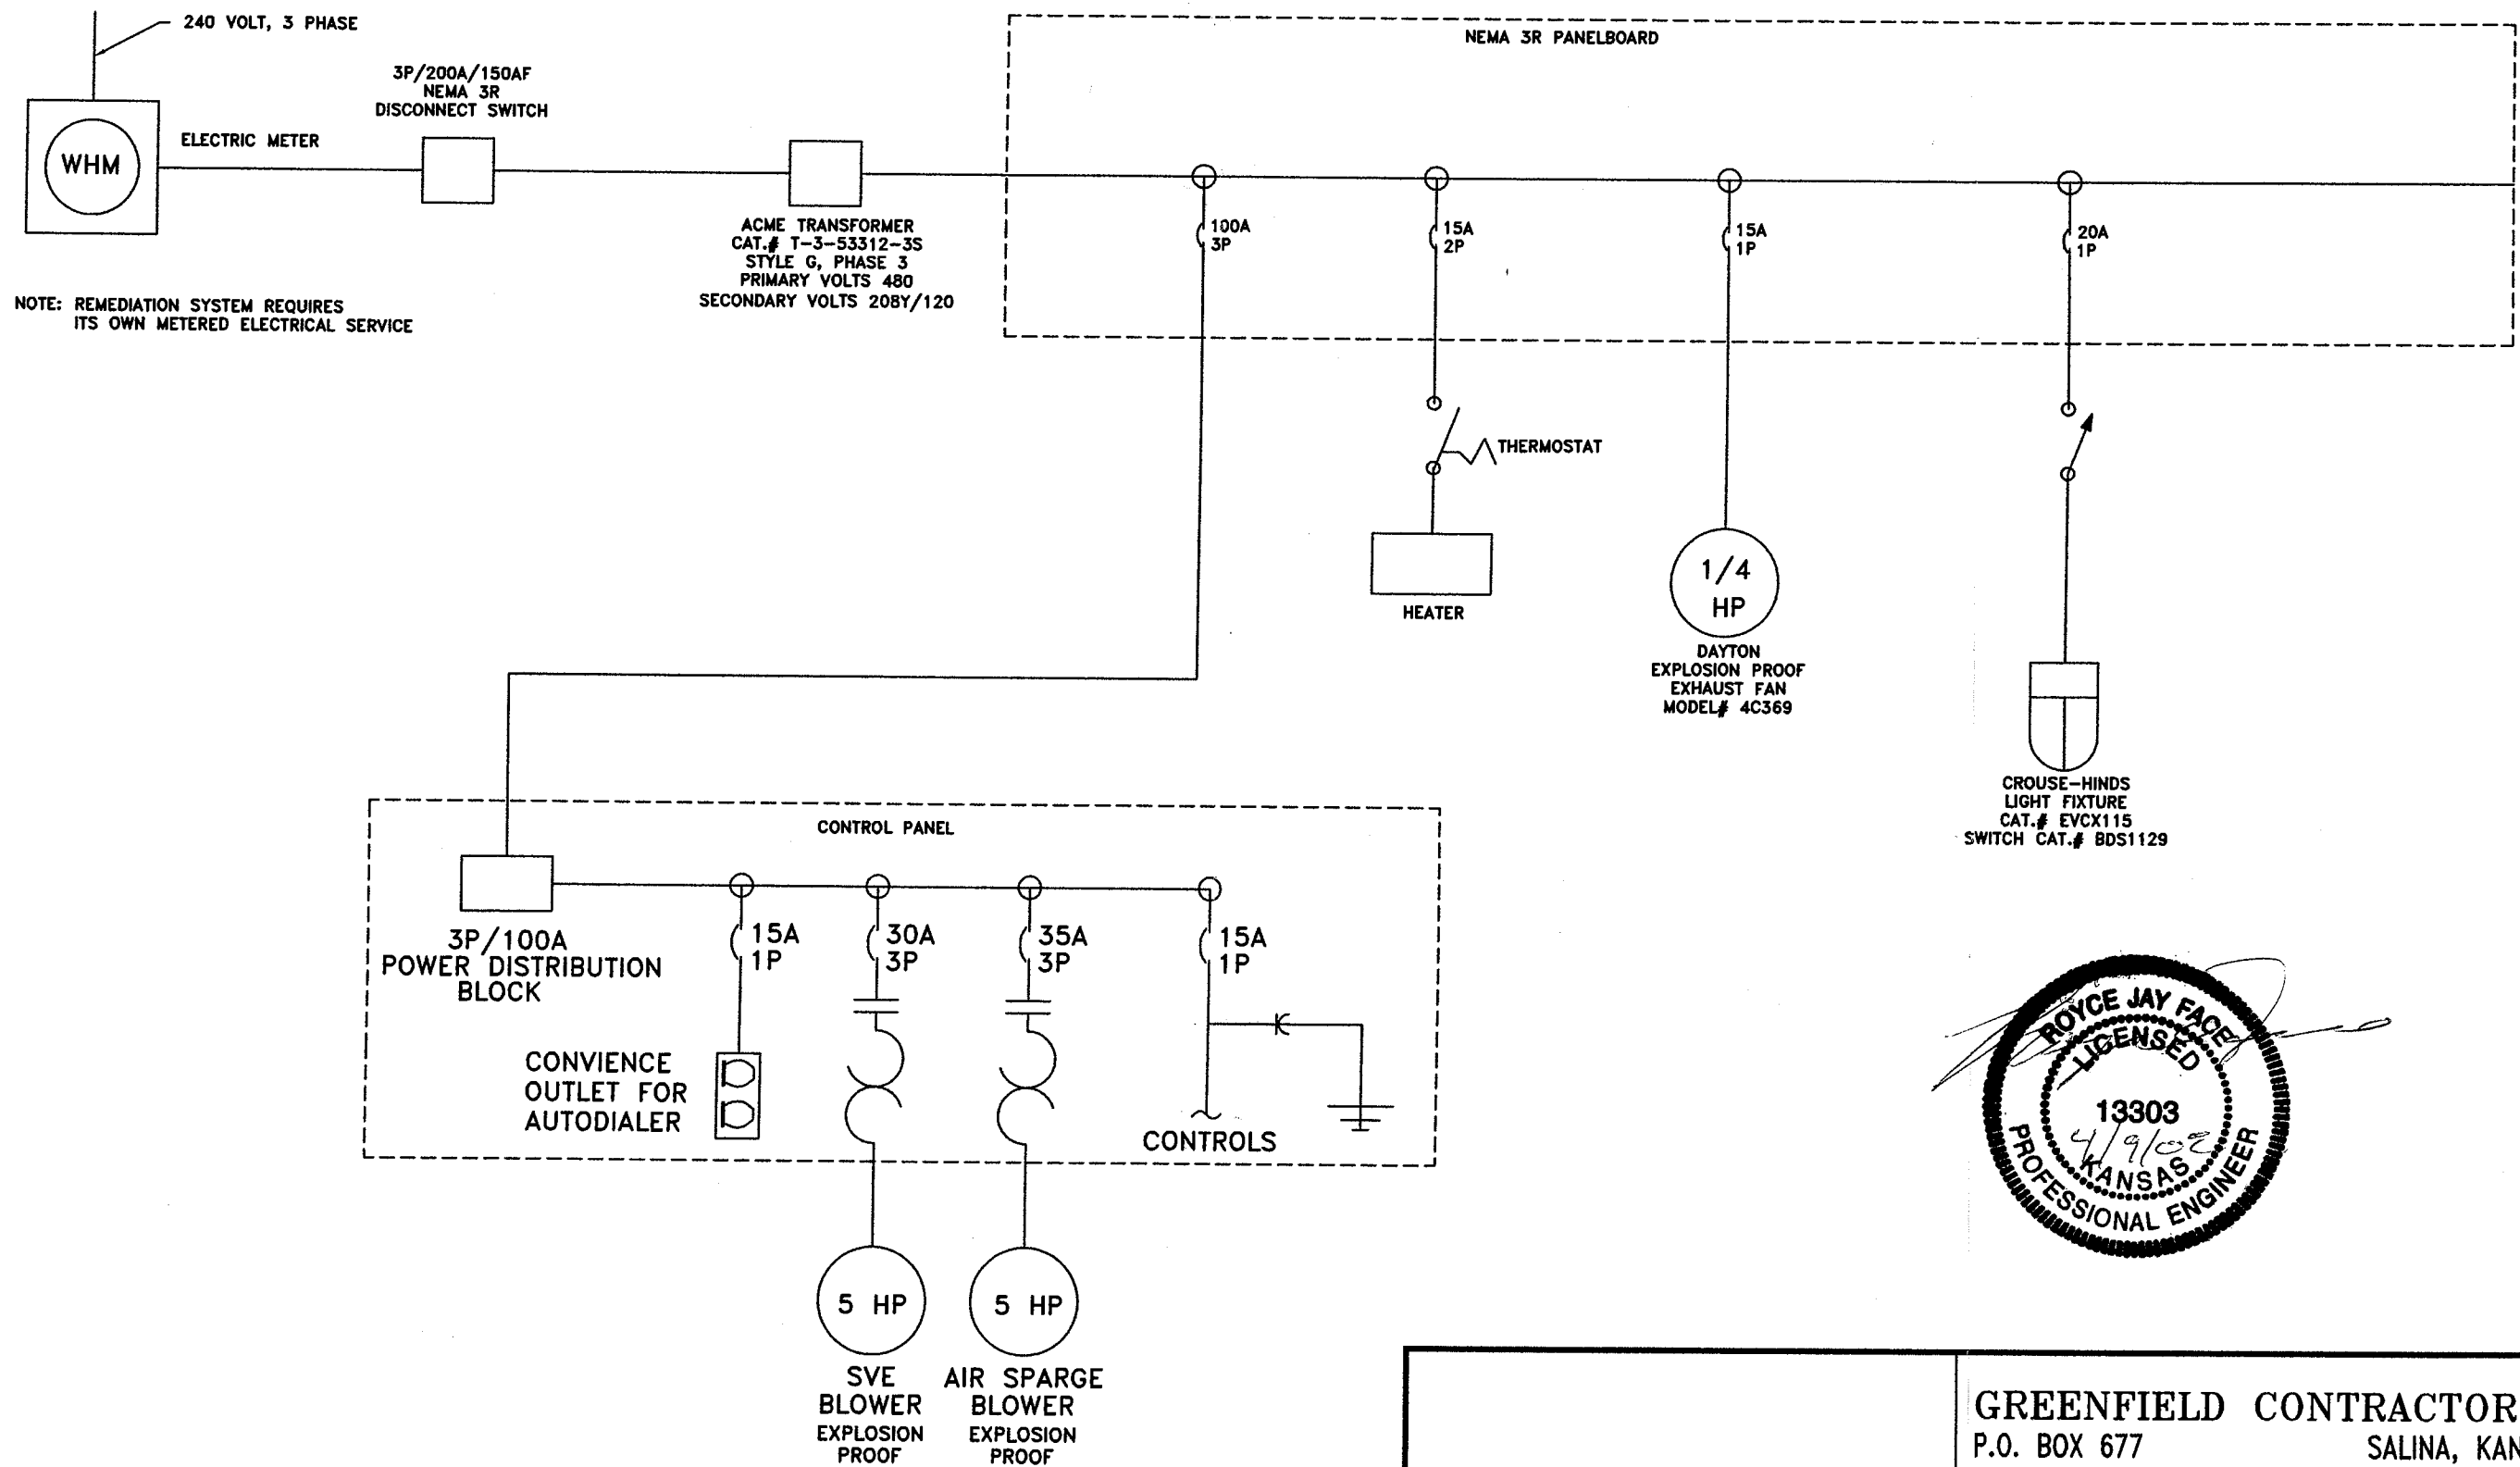 240 VOLT, 3 PHASE
WHM
ELECTRIC METER
3P/200A/150AF
NEMA 3R
DISCONNECT SWITCH
ACME TRANSFORMER
CAT.# T-3-53312-3S
STYLE G, PHASE 3
PRIMARY VOLTS 480
SECONDARY VOLTS 208Y/120
NOTE: REMEDIATION SYSTEM REQUIRES
ITS OWN METERED ELECTRICAL SERVICE
NEMA 3R PANELBOARD
100A
3P
15A
2P
15A
1P
20A
1P
THERMOSTAT
HEATER
1/4
HP
DAYTON
EXPLOSION PROOF
EXHAUST FAN
MODEL# 4C369
CROUSE-HINDS
LIGHT FIXTURE
CAT.# EVCX115
SWITCH CAT.# BDS1129
CONTROL PANEL
3P/100A
POWER DISTRIBUTION
BLOCK
15A
1P
30A
3P
35A
3P
15A
1P
CONVIENCE
OUTLET FOR
AUTODIALER
CONTROLS
5 HP
5 HP
SVE
BLOWER
EXPLOSION
PROOF
AIR SPARGE
BLOWER
EXPLOSION
PROOF
ROYCE JAY FACE
LICENSED
13303
4/9/02
KANSAS
PROFESSIONAL ENGINEER
GREENFIELD CONTRACTOR
P.O. BOX 677 SALINA, KAN